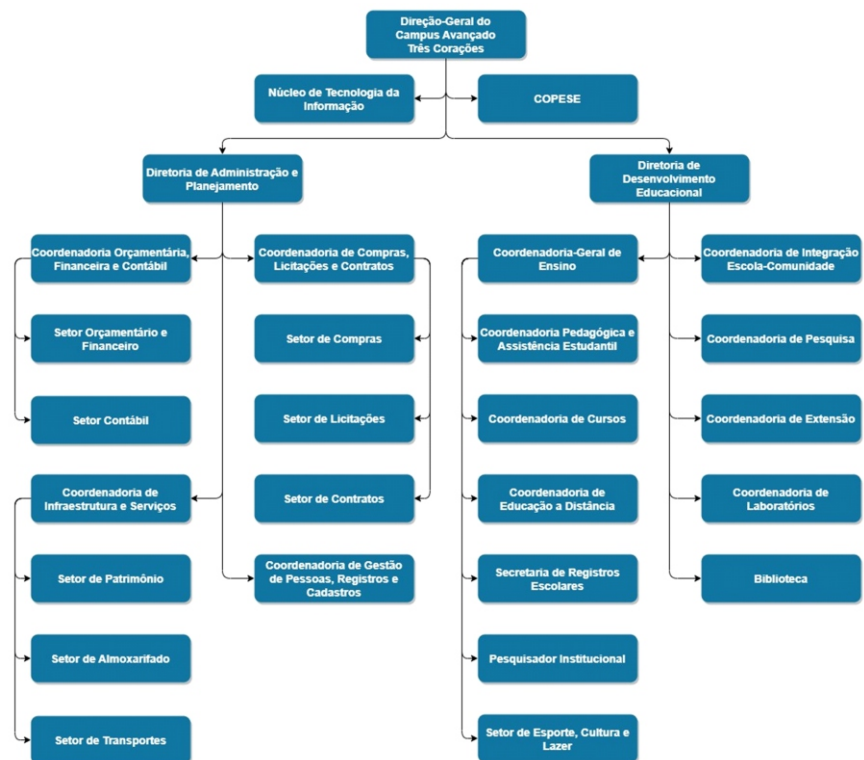 Direção-Geral do
Campus Avançado
Três Corações
Núcleo de Tecnologia da
Informação
COPESE
Diretoria de Administração e
Planejamento
Diretoria de
Desenvolvimento
Educacional
Coordenadoria Orçamentária,
Financeira e Contábil
Coordenadoria de Compras,
Licitações e Contratos
Coordenadoria-Geral de
Ensino
Coordenadoria de Integração
Escola-Comunidade
Setor Orçamentário e
Financeiro
Setor de Compras
Coordenadoria Pedagógica e
Assistência Estudantil
Coordenadoria de Pesquisa
Setor Contábil
Setor de Licitações
Coordenadoria de Cursos
Coordenadoria de Extensão
Coordenadoria de
Infraestrutura e Serviços
Setor de Contratos
Coordenadoria de
Educação a Distância
Coordenadoria de
Laboratórios
Setor de Patrimônio
Coordenadoria de Gestão
de Pessoas, Registros e
Cadastros
Secretaria de Registros
Escolares
Biblioteca
Setor de Almoxarifado
Pesquisador Institucional
Setor de Transportes
Setor de Esporte, Cultura e
Lazer